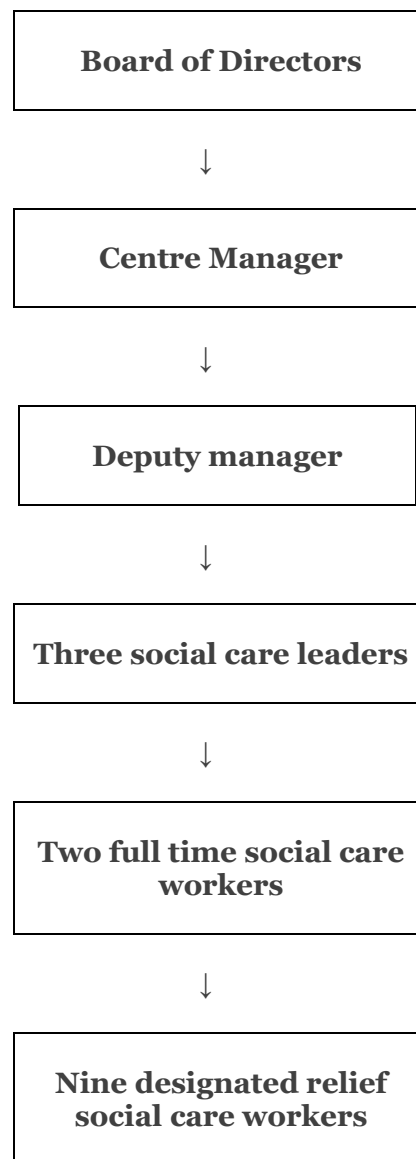 Board of Directors
↓
Centre Manager
↓
Deputy manager
↓
Three social care leaders
↓
Two full time social care
workers
↓
Nine designated relief
social care workers